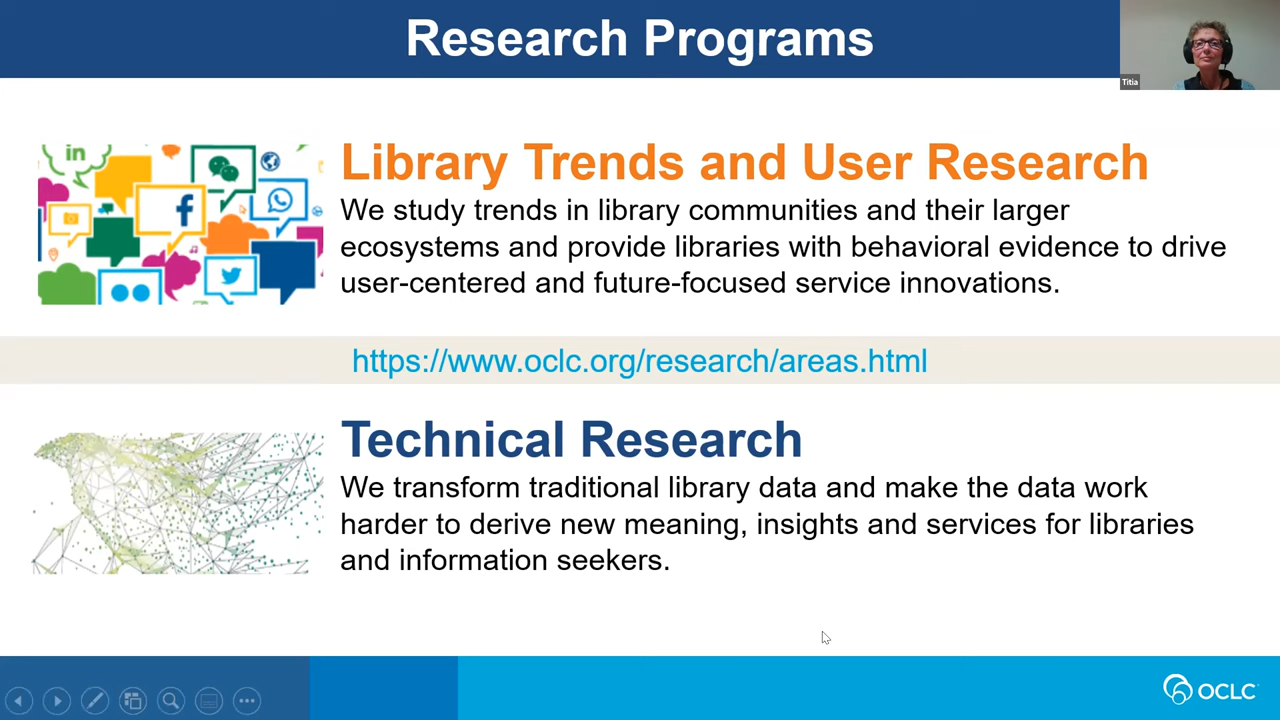 Research Programs
Titia
in
Library Trends and User Research
We study trends in library communities and their larger
ecosystems and provide libraries with behavioral evidence to drive
user-centered and future-focused service innovations.
https://www.oclc.org/research/areas.html
Technical Research
We transform traditional library data and make the data work
harder to derive new meaning, insights and services for libraries
and information seekers.
OCLC